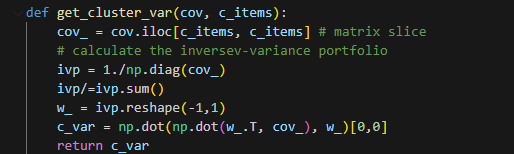 def get_cluster_var(cov, c_items):
    cov_ = cov.iloc[c_items, c_items] # matrix slice
    # calculate the inversev-variance portfolio
    ivp = 1./np.diag(cov_)
    ivp/=ivp.sum()
    w_ = ivp.reshape(-1,1)
    c_var = np.dot(np.dot(w_.T, cov_), w_)[0,0]
    return c_var